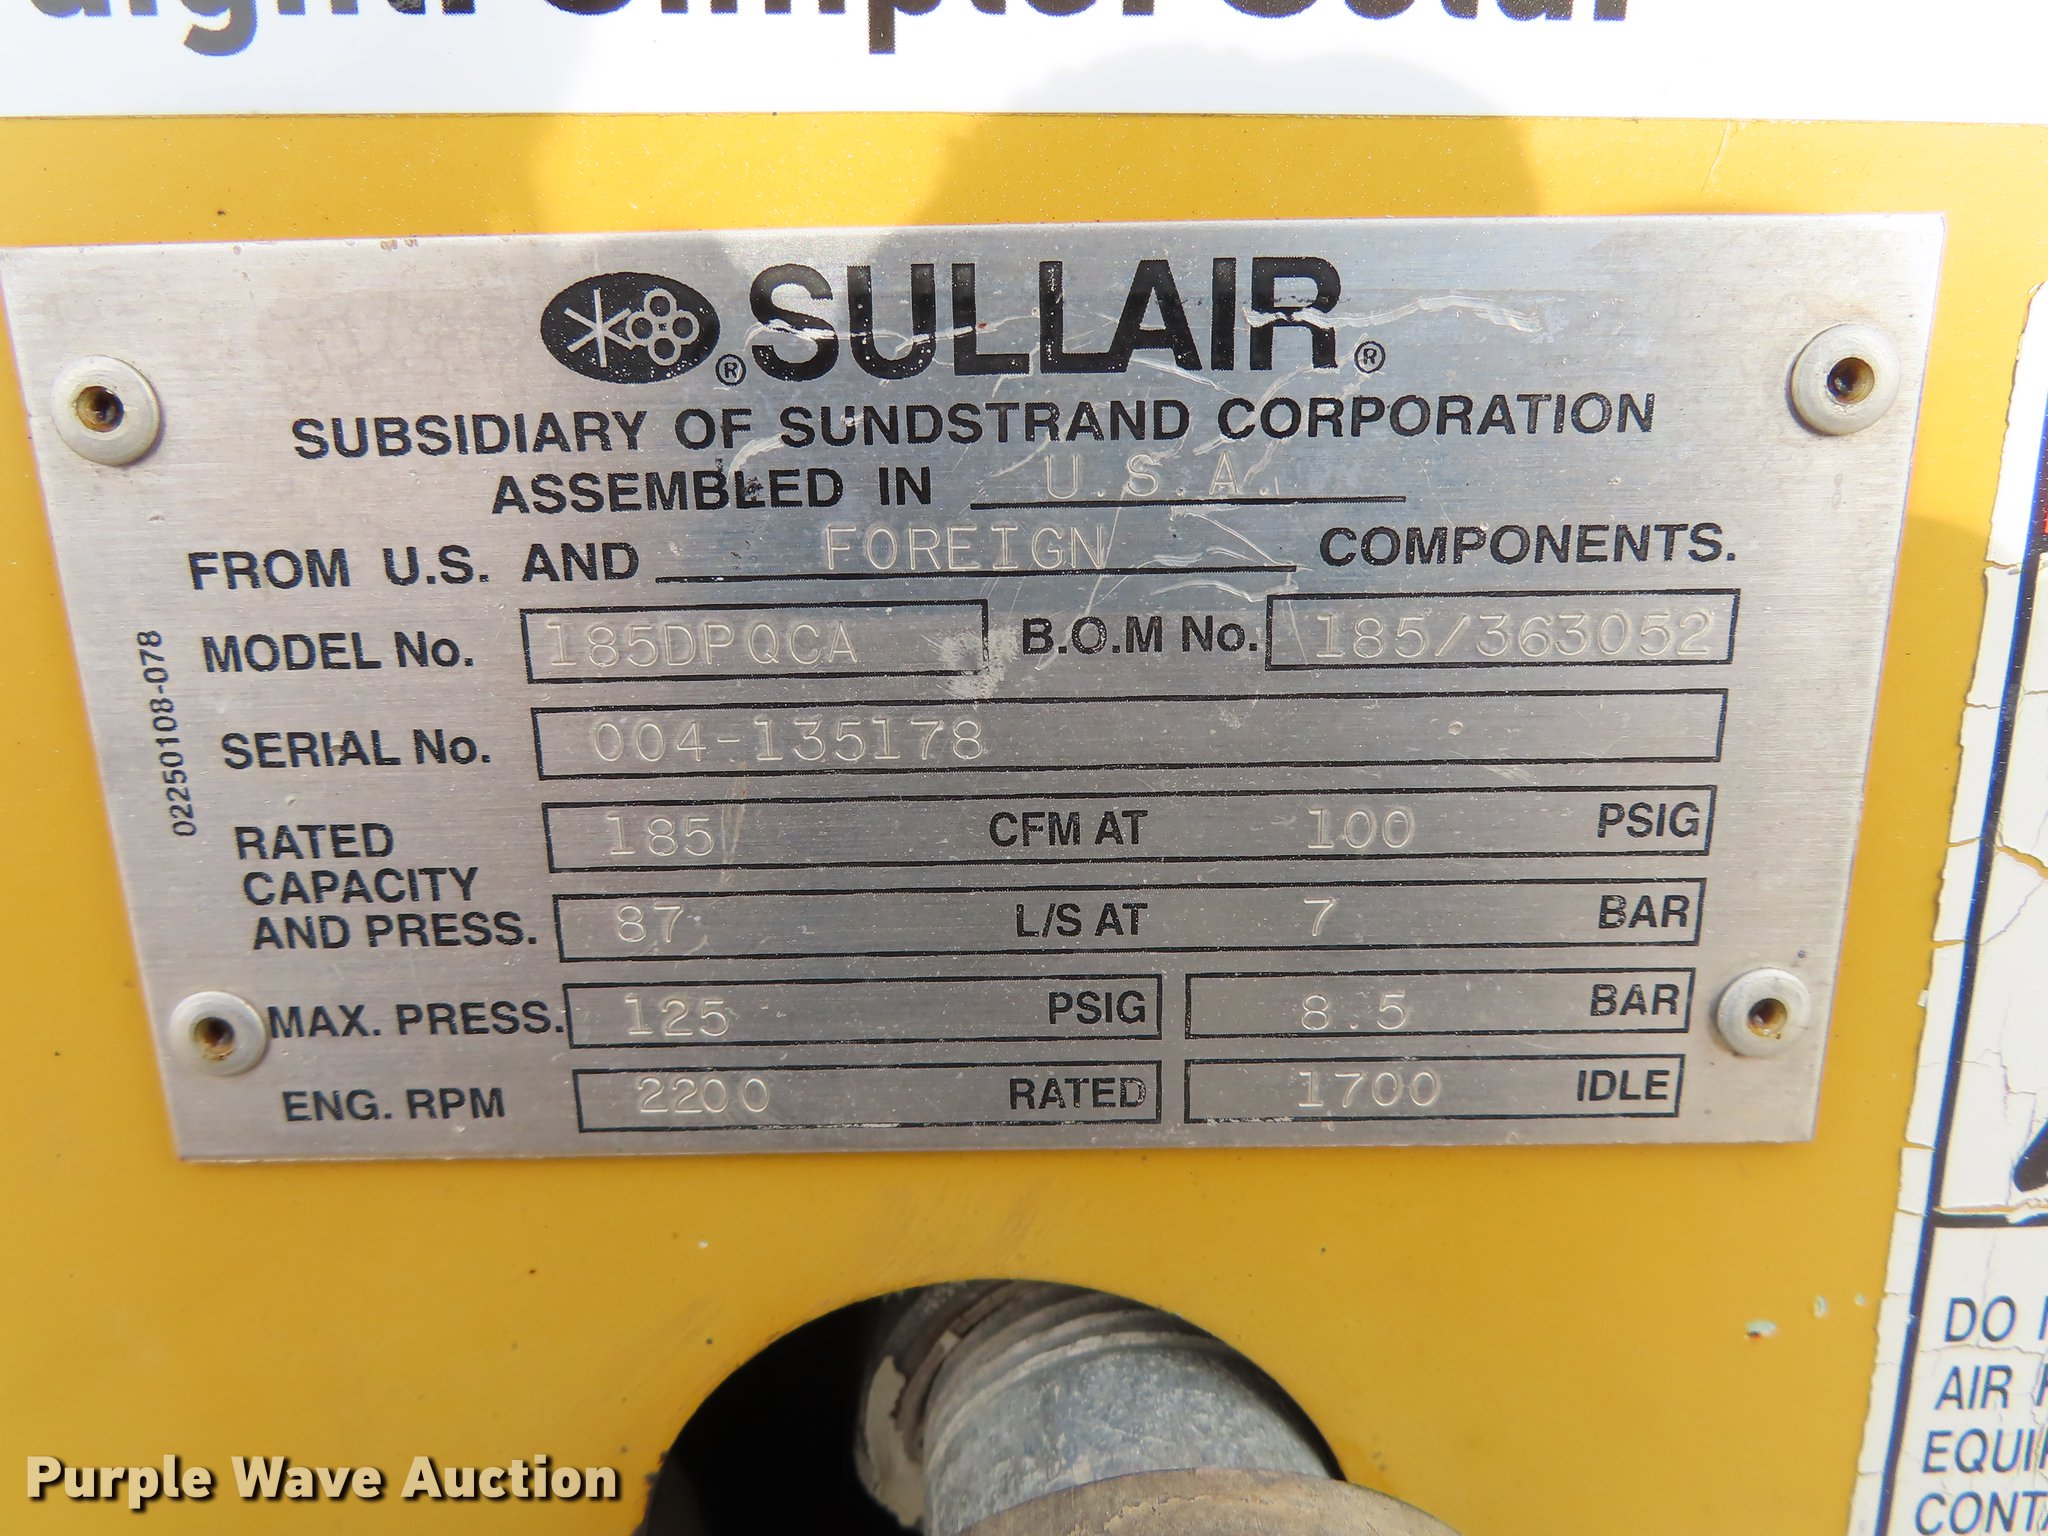 ® SULLAIR ®
SUBSIDIARY OF SUNDSTRAND CORPORATION
ASSEMBLED IN U.S.A.
FROM U.S. AND FOREIGN COMPONENTS.
MODEL No. 185DPQCA B.O.M No. 185/363052
SERIAL No. 004-135178
RATED CAPACITY AND PRESS.
185 CFM AT 100 PSIG
87 L/S AT 7 BAR
MAX. PRESS. 125 PSIG 8.5 BAR
ENG. RPM 2200 RATED 1700 IDLE
02250108-078
DO
AIR
Purple Wave Auction